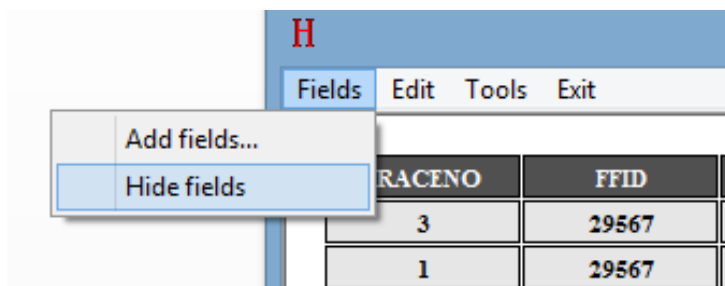 H
Fields Edit Tools Exit
Add fields...
Hide fields
RACENO FFID
3 29567
1 29567